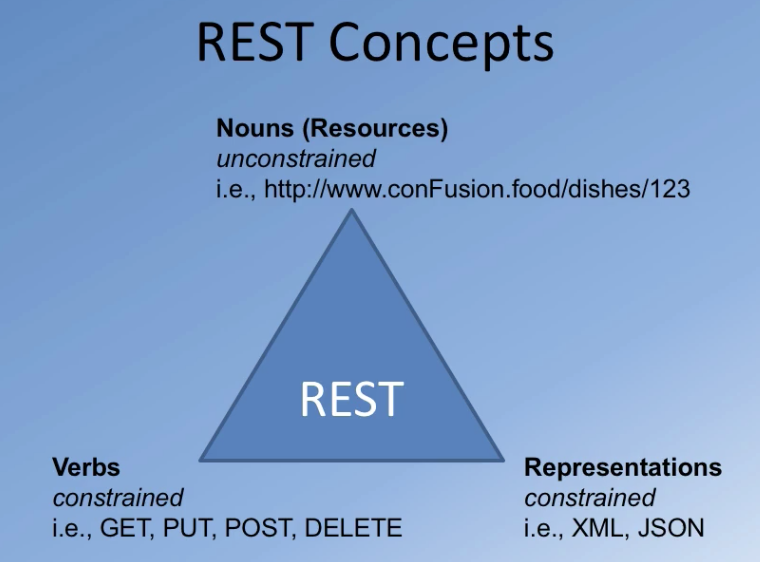 REST Concepts
Nouns (Resources)
unconstrained
i.e., http://www.conFusion.food/dishes/123
REST
Verbs
constrained
i.e., GET, PUT, POST, DELETE
Representations
constrained
i.e., XML, JSON